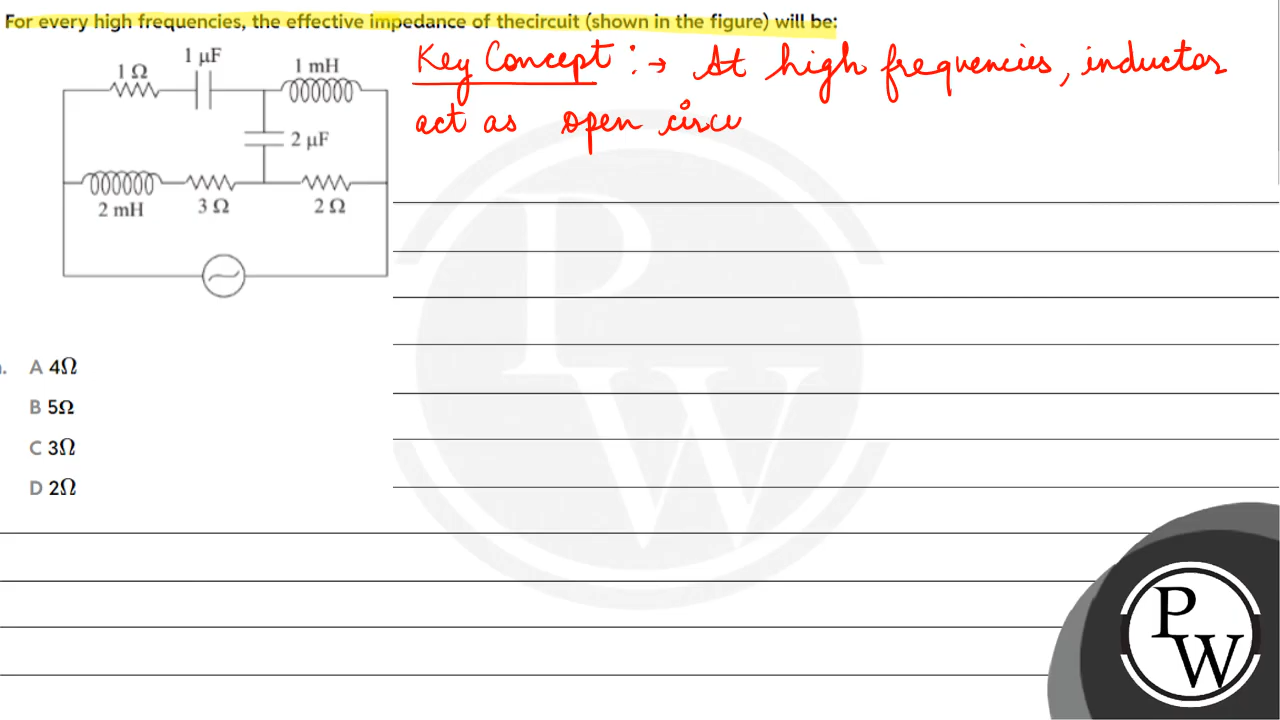 For every high frequencies, the effective impedance of thecircuit (shown in the figure) will be:
Key Concept :→ At high frequencies, inductor
act as open circu
1 Ω
1 µF
1 mH
2 µF
2 mH
3 Ω
2 Ω
A 4Ω
B 5Ω
C 3Ω
D 2Ω
P
W
P
W